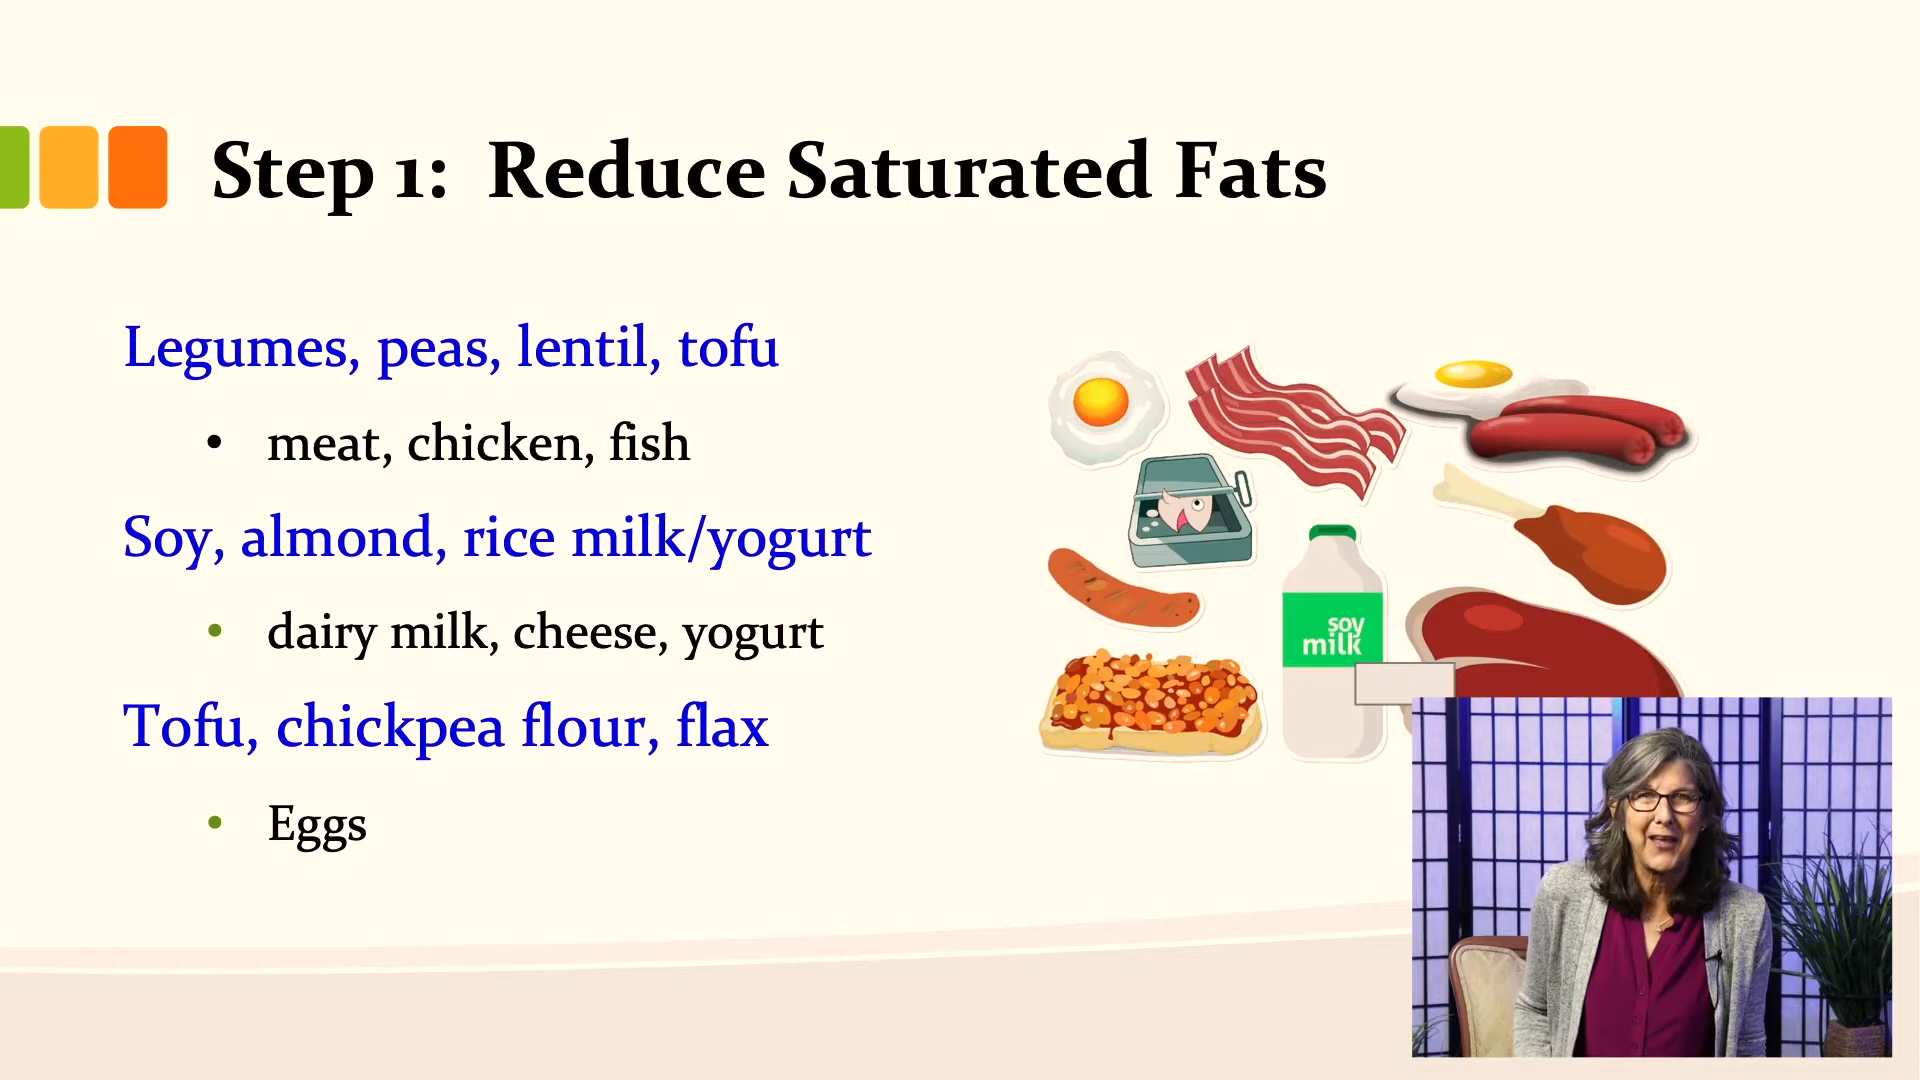 Step 1: Reduce Saturated Fats
Legumes, peas, lentil, tofu
• meat, chicken, fish
Soy, almond, rice milk/yogurt
• dairy milk, cheese, yogurt
Tofu, chickpea flour, flax
• Eggs
soy
milk